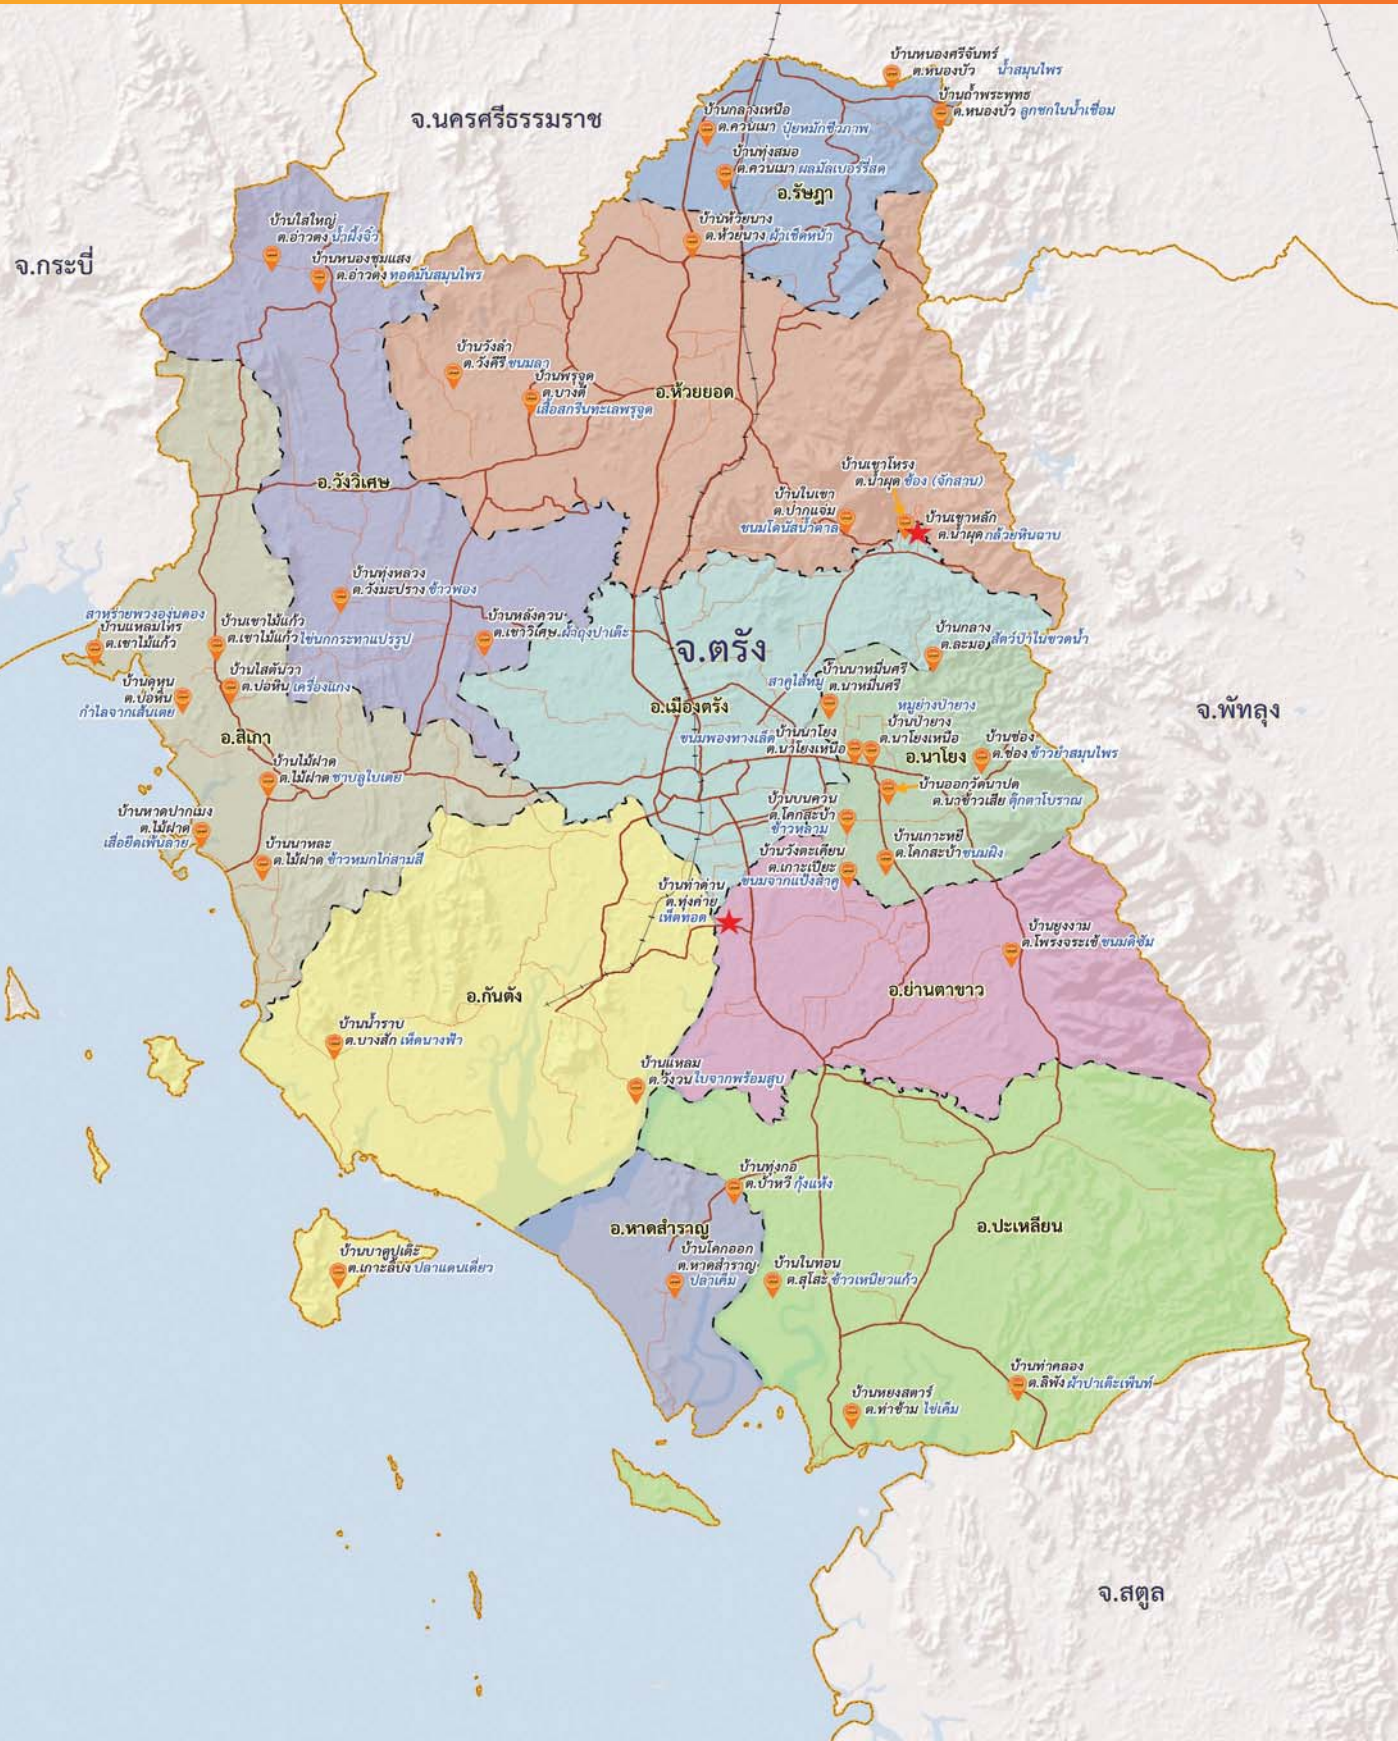 บ้านหนองศรีจันทร์
ต.หนองบัว น้ำสมุนไพร
บ้านถ้ำพระพุทธ
ต.หนองบัว ลูกชกในน้ำเชื่อม
บ้านกลางเหนือ
ต.ควนเมา ปุ๋ยหมักชีวภาพ
จ.นครศรีธรรมราช
บ้านทุ่งสมอ
ต.ควนเมา ผลมัลเบอร์รี่สด
อ.รัษฎา
บ้านห้วยนาง
ต.ห้วยนาง ผ้าเช็ดหน้า
บ้านใสใหญ่
ต.อ่าวตง น้ำผึ้งจิ๋ว
บ้านหนองชุมแสง
ต.อ่าวตง ทอดมันสมุนไพร
จ.กระบี่
บ้านวังลำ
ต.วังคีรี ขนมลา
บ้านพรุจูด
ต.บางดี
เสื้อสกรีนทะเลพรุจูด
อ.ห้วยยอด
อ.วังวิเศษ
บ้านเขาโหรง
ต.น้ำผุด ข้อง (จักสาน)
บ้านในเขา
ต.ปากแจ่ม
ขนมโดนัสน้ำตาล
บ้านเขาหลัก
ต.น้ำผุด กล้วยหินฉาบ
บ้านทุ่งหลวง
ต.วังมะปราง ข้าวพอง
บ้านหลังควน
ต.เขาวิเศษ ผ้าถุงปาเต๊ะ
สาหร่ายพวงองุ่นดอง
บ้านแหลมไทร
ต.เขาไม้แก้ว
บ้านเขาไม้แก้ว
ต.เขาไม้แก้ว ไข่นกกระทาแปรรูป
บ้านไสต้นวา
ต.บ่อหิน เครื่องแกง
บ้านดุหุน
ต.บ่อหิน
กำไลจากเส้นเตย
อ.สิเกา
จ.ตรัง
อ.เมืองตรัง
บ้านกลาง
ต.ละมอ สัตว์ป่าในขวดน้ำ
บ้านนาหมื่นศรี
สาคูไส้หมู ต.นาหมื่นศรี
หมูย่างป่ายาง
บ้านป่ายาง
ต.นาโยงเหนือ
ขนมพองทางเล็ด บ้านนาโยง
ต.นาโยงเหนือ
อ.นาโยง
บ้านช่อง
ต.ช่อง ข้าวยำสมุนไพร
จ.พัทลุง
บ้านออกวัดนาปด
ต.นาข้าวเสีย ตุ๊กตาโบราณ
บ้านบนควน
ต.โคกสะบ้า
ข้าวหลาม
บ้านเกาะหยี
ต.โคกสะบ้า ขนมผิง
บ้านวังตะเคียน
ต.เกาะเปียะ
ขนมจากแป้งสาคู
บ้านไม้ฝาด
ต.ไม้ฝาด ชาบลูใบเตย
บ้านหาดปากเมง
ต.ไม้ฝาด
เสื้อยืดเพ้นลาย
บ้านนาหละ
ต.ไม้ฝาด ข้าวหมกไก่สามสี
บ้านท่าด่าน
ต.ทุ่งค่าย
เห็ดทอด
บ้านยูงงาม
ต.โพรงจระเข้ ขนมดิซัม
อ.กันตัง
อ.ย่านตาขาว
บ้านน้ำราบ
ต.บางสัก เห็ดนางฟ้า
บ้านแหลม
ต.วังวน ใบจากพร้อมสูบ
บ้านทุ่งกอ
ต.บ้าหวี กุ้งแห้ง
อ.หาดสำราญ
อ.ปะเหลียน
บ้านโคกออก
ต.หาดสำราญ
ปลาเค็ม
บ้านในทอน
ต.สุโสะ ข้าวเหนียวแก้ว
บ้านบาตูปูเต๊ะ
ต.เกาะลิบง ปลาแดนเดี่ยว
บ้านท่าคลอง
ต.ลิพัง ผ้าปาเต๊ะเพ้นท์
บ้านหยงสตาร์
ต.ท่าข้าม ไข่เค็ม
จ.สตูล